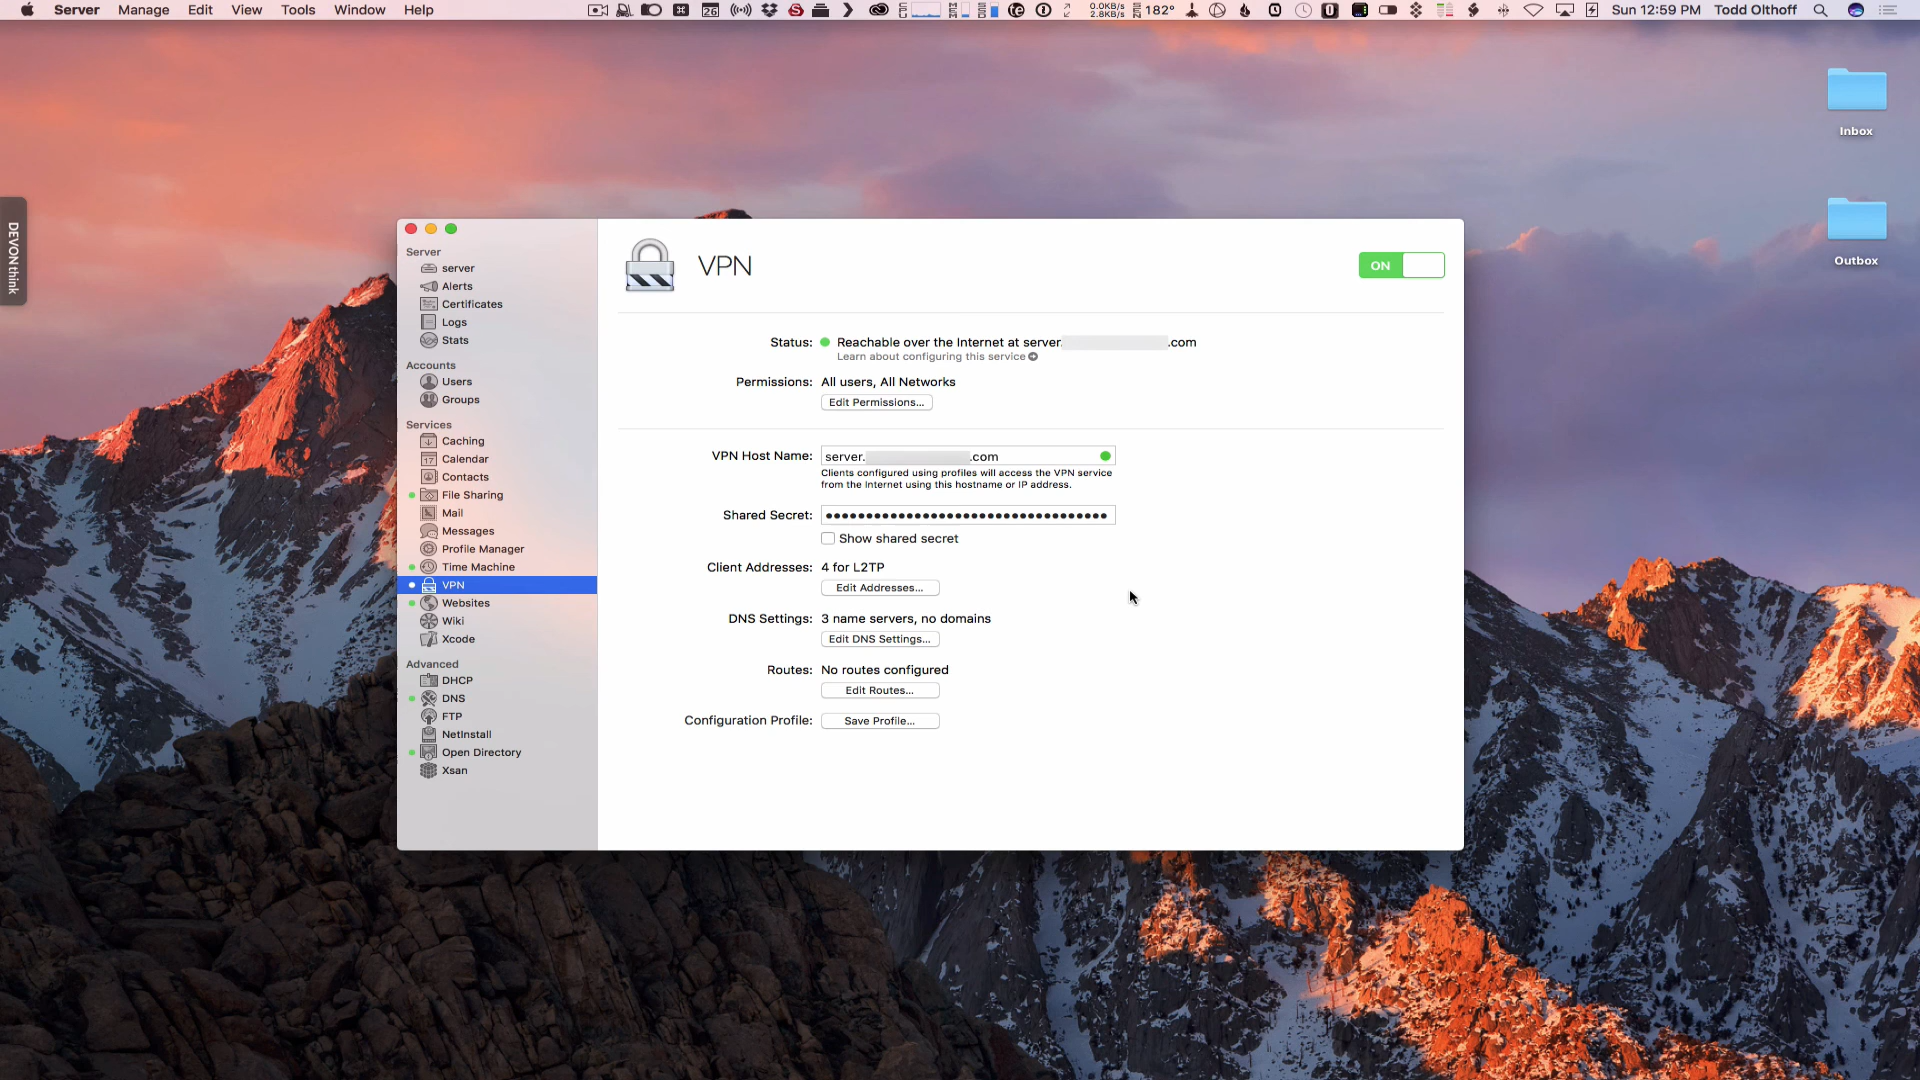 Server Manage Edit View Tools Window Help
26 0.0KB/s 2.8KB/s 182° Sun 12:59 PM Todd Olthoff
Inbox
Outbox
DEVONthink
Server
server
Alerts
Certificates
Logs
Stats
Accounts
Users
Groups
Services
Caching
Calendar
Contacts
File Sharing
Mail
Messages
Profile Manager
Time Machine
VPN
Websites
Wiki
Xcode
Advanced
DHCP
DNS
FTP
NetInstall
Open Directory
Xsan
VPN
ON
Status: Reachable over the Internet at server. .com
Learn about configuring this service
Permissions: All users, All Networks
Edit Permissions...
VPN Host Name: server. .com
Clients configured using profiles will access the VPN service
from the Internet using this hostname or IP address.
Shared Secret: ●●●●●●●●●●●●●●●●●●●●●●●●●●●●●●●●●●●
Show shared secret
Client Addresses: 4 for L2TP
Edit Addresses...
DNS Settings: 3 name servers, no domains
Edit DNS Settings...
Routes: No routes configured
Edit Routes...
Configuration Profile: Save Profile...